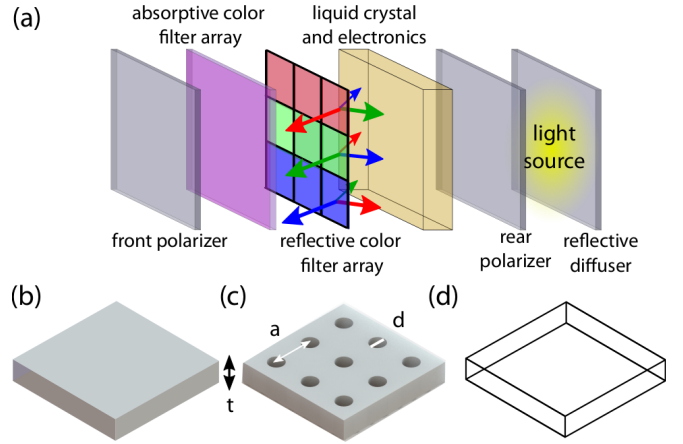 (a)
absorptive color
filter array
liquid crystal
and electronics
light
source
front polarizer
reflective color
filter array
rear
polarizer
reflective
diffuser
(b)
t
(c)
a
d
(d)